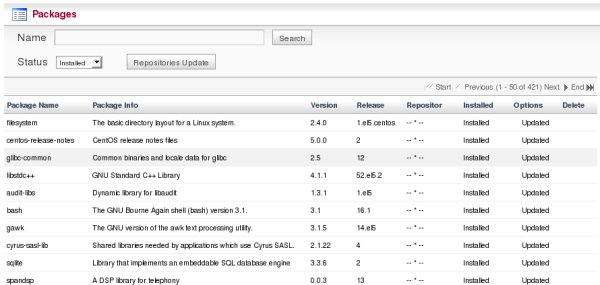 Packages
Name Search
Status Installed Repositories Update
Start Previous (1 - 50 of 421) Next End
Package Name Package Info Version Release Repositor Installed Options Delete
filesystem The basic directory layout for a Linux system. 2.4.0 1.el5.centos -- * -- Installed Updated
centos-release-notes CentOS release notes files 5.0.0 2 -- * -- Installed Updated
glibc-common Common binaries and locale data for glibc 2.5 12 -- * -- Installed Updated
libstdc++ GNU Standard C++ Library 4.1.1 52.el5.2 -- * -- Installed Updated
audit-libs Dynamic library for libaudit 1.3.1 1.el5 -- * -- Installed Updated
bash The GNU Bourne Again shell (bash) version 3.1. 3.1 16.1 -- * -- Installed Updated
gawk The GNU version of the awk text processing utility. 3.1.5 14.el5 -- * -- Installed Updated
cyrus-sasl-lib Shared libraries needed by applications which use Cyrus SASL. 2.1.22 4 -- * -- Installed Updated
sqlite Library that implements an embeddable SQL database engine 3.3.6 2 -- * -- Installed Updated
spandsp A DSP library for telephony 0.0.3 13 -- * -- Installed Updated